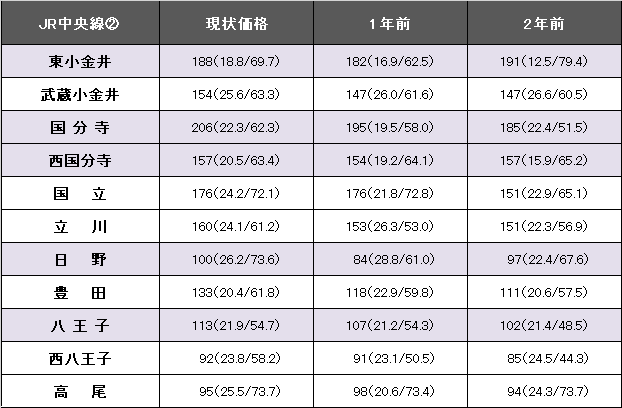 JR中央線② 現状価格 1年前 2年前
東小金井 188(18.8/69.7) 182(16.9/62.5) 191(12.5/79.4)
武蔵小金井 154(25.6/63.3) 147(26.0/61.6) 147(26.6/60.5)
国分寺 206(22.3/62.3) 195(19.5/58.0) 185(22.4/51.5)
西国分寺 157(20.5/63.4) 154(19.2/64.1) 157(15.9/65.2)
国立 176(24.2/72.1) 176(21.8/72.8) 151(22.9/65.1)
立川 160(24.1/61.2) 153(26.3/53.0) 151(22.3/56.9)
日野 100(26.2/73.6) 84(28.8/61.0) 97(22.4/67.6)
豊田 133(20.4/61.8) 118(22.9/59.8) 111(20.6/57.5)
八王子 113(21.9/54.7) 107(21.2/54.3) 102(21.4/48.5)
西八王子 92(23.8/58.2) 91(23.1/50.5) 85(24.5/44.3)
高尾 95(25.5/73.7) 98(20.6/73.4) 94(24.3/73.7)